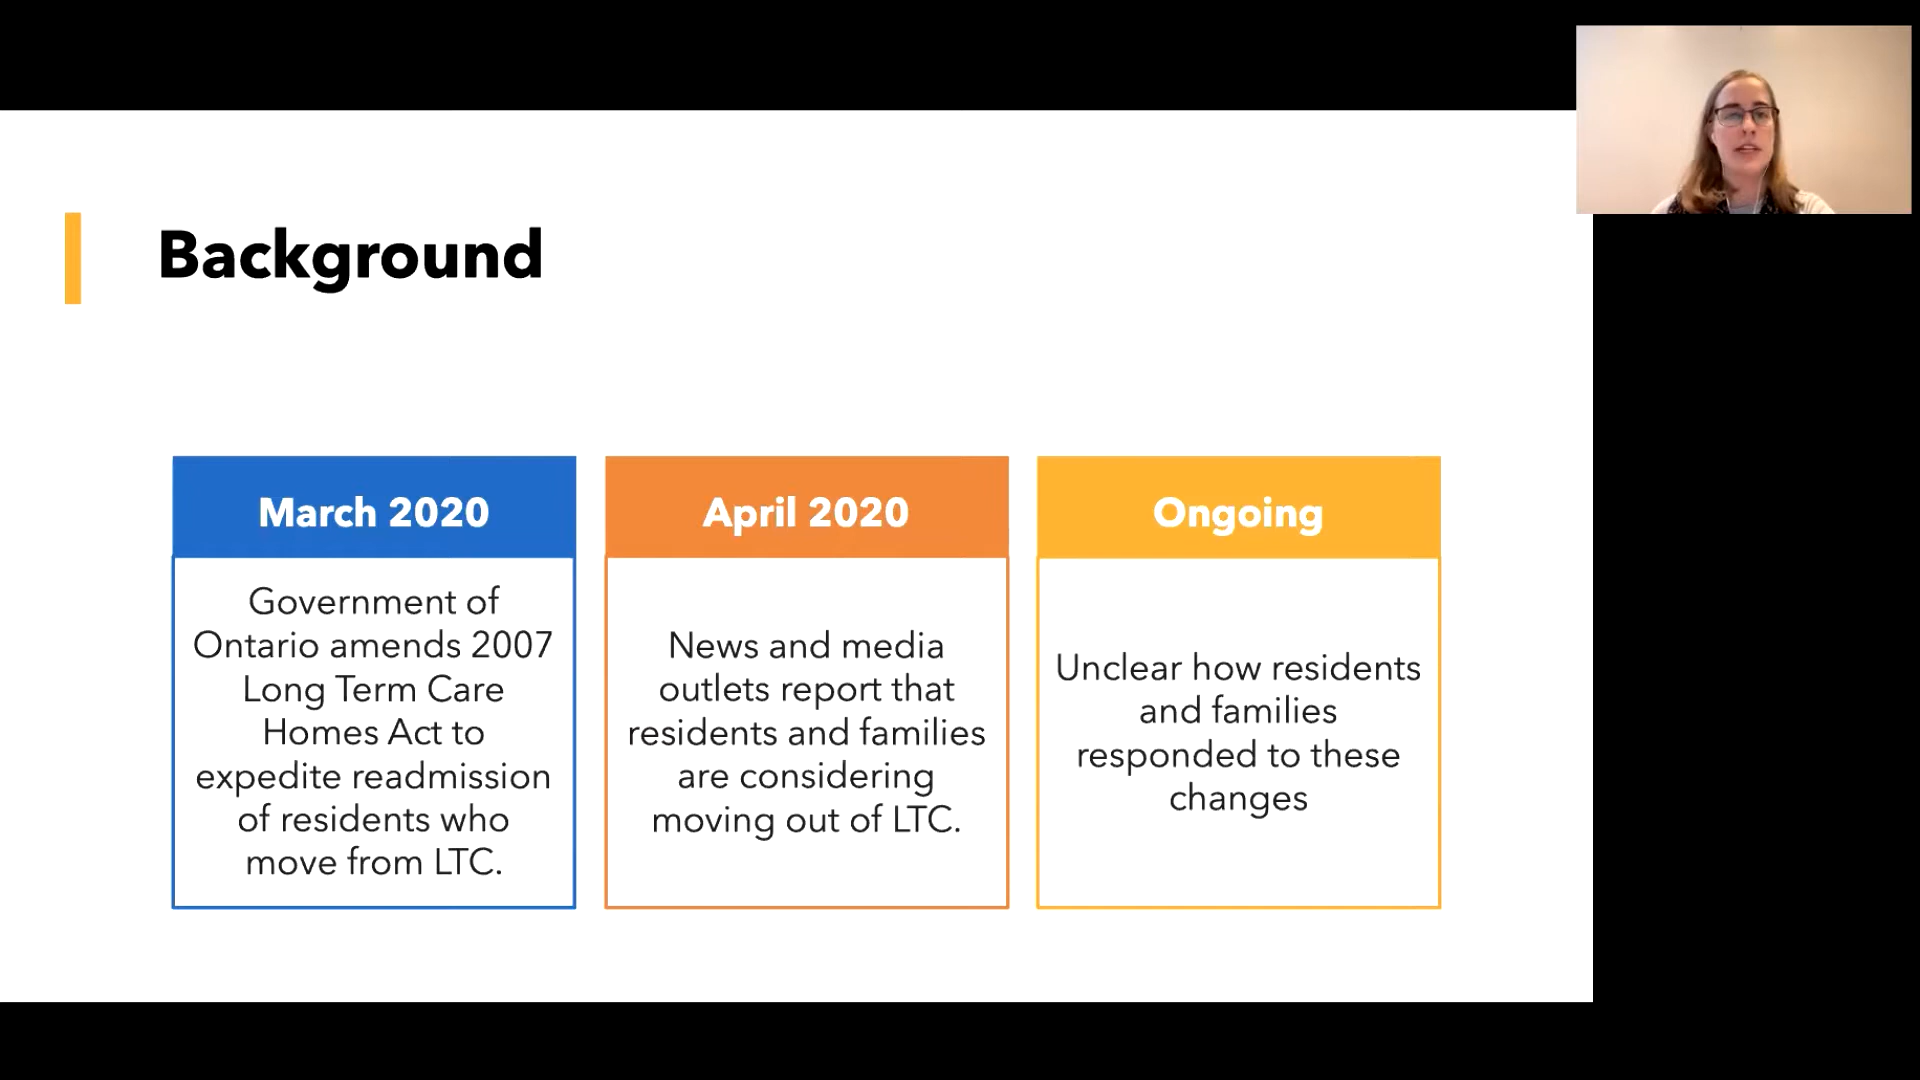 Background
March 2020
Government of
Ontario amends 2007
Long Term Care
Homes Act to
expedite readmission
of residents who
move from LTC.
April 2020
News and media
outlets report that
residents and families
are considering
moving out of LTC.
Ongoing
Unclear how residents
and families
responded to these
changes